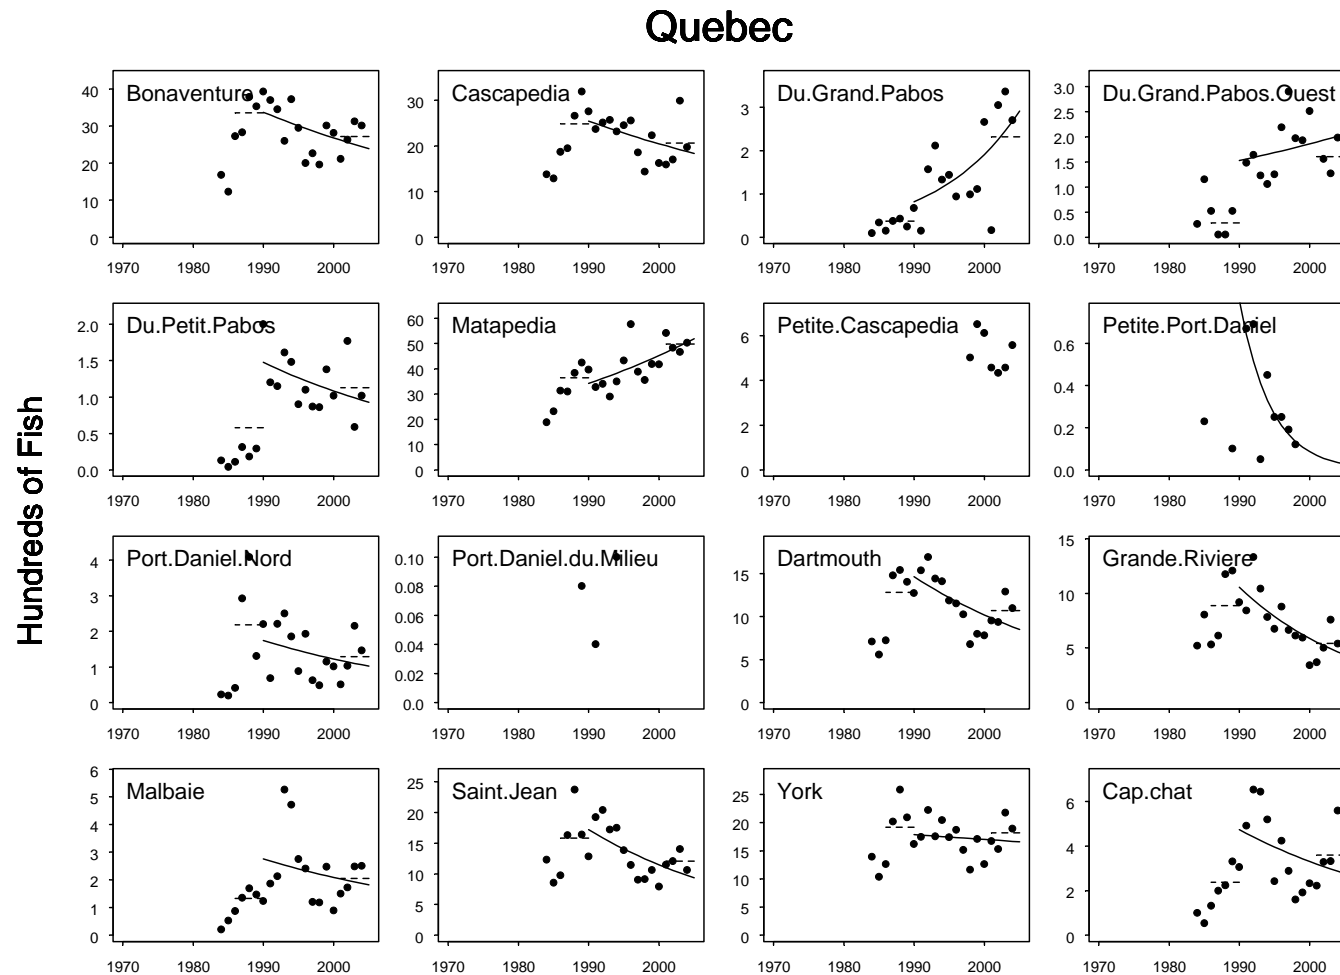 Quebec
Hundreds of Fish
Bonaventure
40
30
20
10
0
1970 1980 1990 2000
Cascapedia
30
20
10
0
1970 1980 1990 2000
Du.Grand.Pabos
3
2
1
0
1970 1980 1990 2000
Du.Grand.Pabos.Ouest
3.0
2.5
2.0
1.5
1.0
0.5
0.0
1970 1980 1990 2000
Du.Petit.Pabos
2.0
1.5
1.0
0.5
0.0
1970 1980 1990 2000
Matapedia
60
50
40
30
20
10
0
1970 1980 1990 2000
Petite.Cascapedia
6
4
2
0
1970 1980 1990 2000
Petite.Port.Daniel
0.6
0.4
0.2
0.0
1970 1980 1990 2000
Port.Daniel.Nord
4
3
2
1
0
1970 1980 1990 2000
Port.Daniel.du.Milieu
0.10
0.08
0.06
0.04
0.02
0.0
1970 1980 1990 2000
Dartmouth
15
10
5
0
1970 1980 1990 2000
Grande.Riviere
15
10
5
0
1970 1980 1990 2000
Malbaie
6
5
4
3
2
1
0
1970 1980 1990 2000
Saint.Jean
25
20
15
10
5
0
1970 1980 1990 2000
York
25
20
15
10
5
0
1970 1980 1990 2000
Cap.chat
6
4
2
0
1970 1980 1990 2000